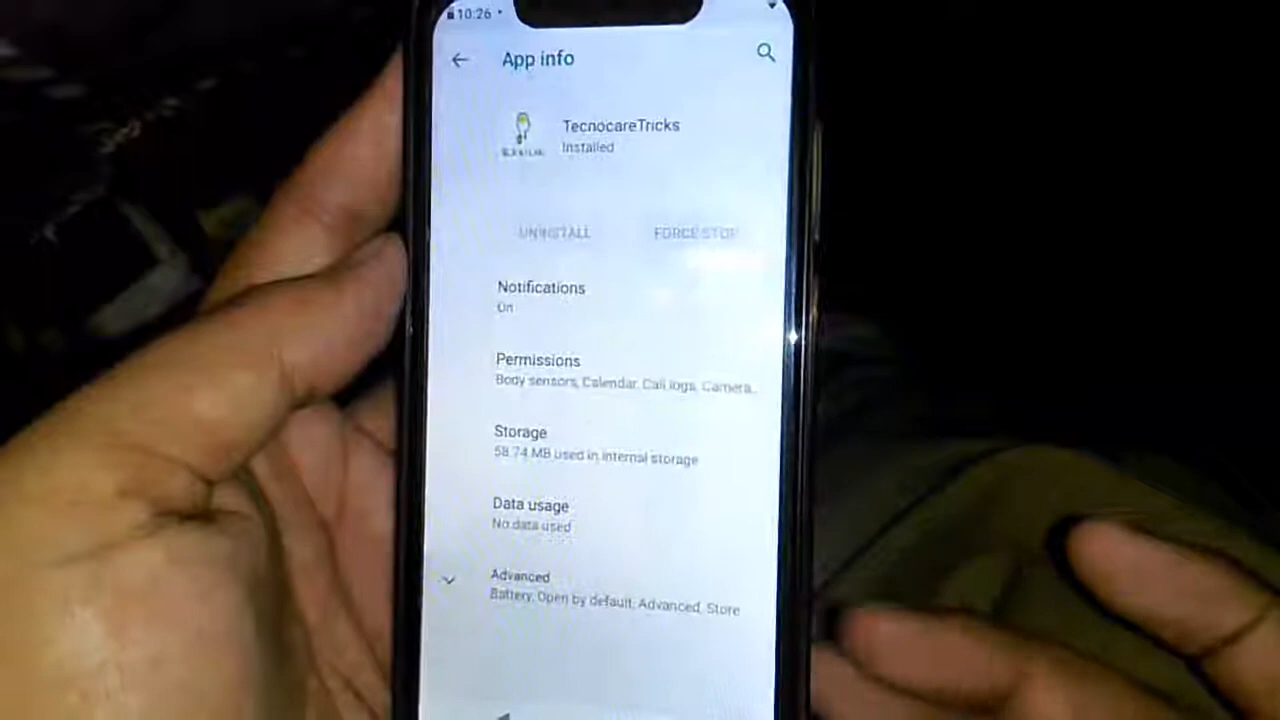 10:26
App info
TecnocareTricks
Installed
UNINSTALL
FORCE STOP
Notifications
On
Permissions
Body sensors, Calendar, Call logs, Camera..
Storage
58.74 MB used in internal storage
Data usage
No data used
Advanced
Battery, Open by default, Advanced, Store